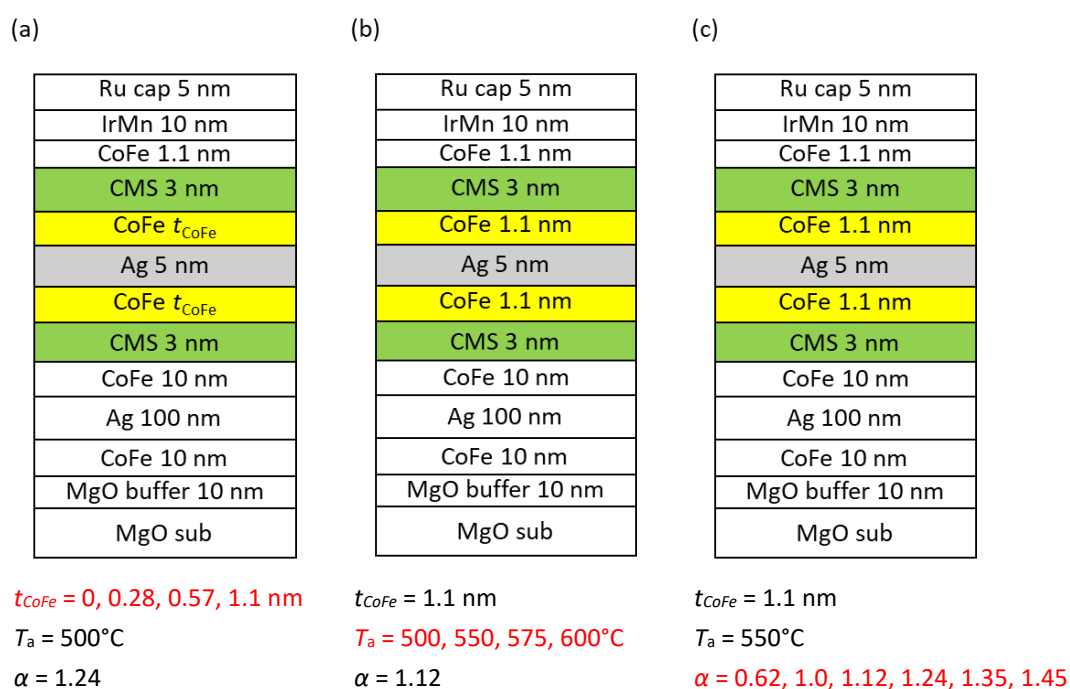 (a)
Ru cap 5 nm
IrMn 10 nm
CoFe 1.1 nm
CMS 3 nm
CoFe tCoFe
Ag 5 nm
CoFe tCoFe
CMS 3 nm
CoFe 10 nm
Ag 100 nm
CoFe 10 nm
MgO buffer 10 nm
MgO sub
tCoFe = 0, 0.28, 0.57, 1.1 nm
Ta = 500°C
α = 1.24
(b)
Ru cap 5 nm
IrMn 10 nm
CoFe 1.1 nm
CMS 3 nm
CoFe 1.1 nm
Ag 5 nm
CoFe 1.1 nm
CMS 3 nm
CoFe 10 nm
Ag 100 nm
CoFe 10 nm
MgO buffer 10 nm
MgO sub
tCoFe = 1.1 nm
Ta = 500, 550, 575, 600°C
α = 1.12
(c)
Ru cap 5 nm
IrMn 10 nm
CoFe 1.1 nm
CMS 3 nm
CoFe 1.1 nm
Ag 5 nm
CoFe 1.1 nm
CMS 3 nm
CoFe 10 nm
Ag 100 nm
CoFe 10 nm
MgO buffer 10 nm
MgO sub
tCoFe = 1.1 nm
Ta = 550°C
α = 0.62, 1.0, 1.12, 1.24, 1.35, 1.45